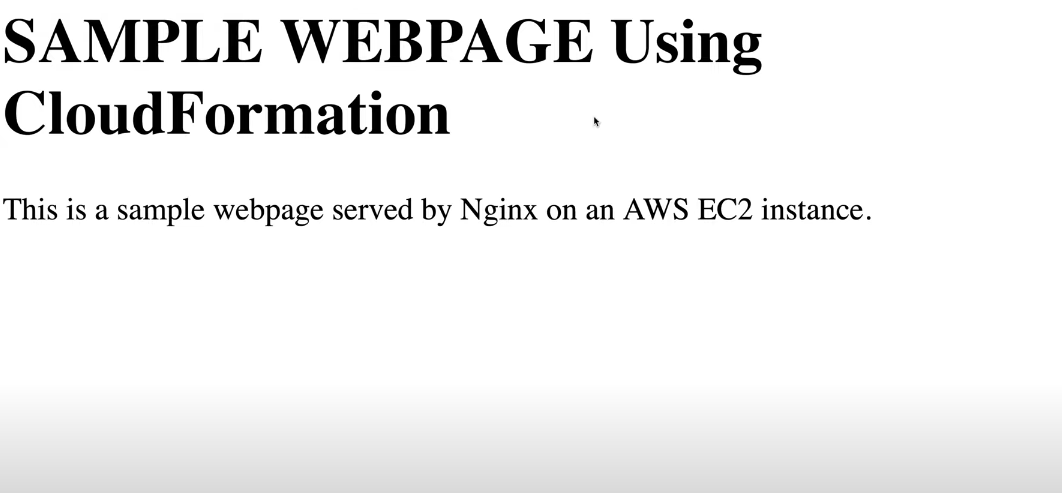 SAMPLE WEBPAGE Using
CloudFormation
This is a sample webpage served by Nginx on an AWS EC2 instance.